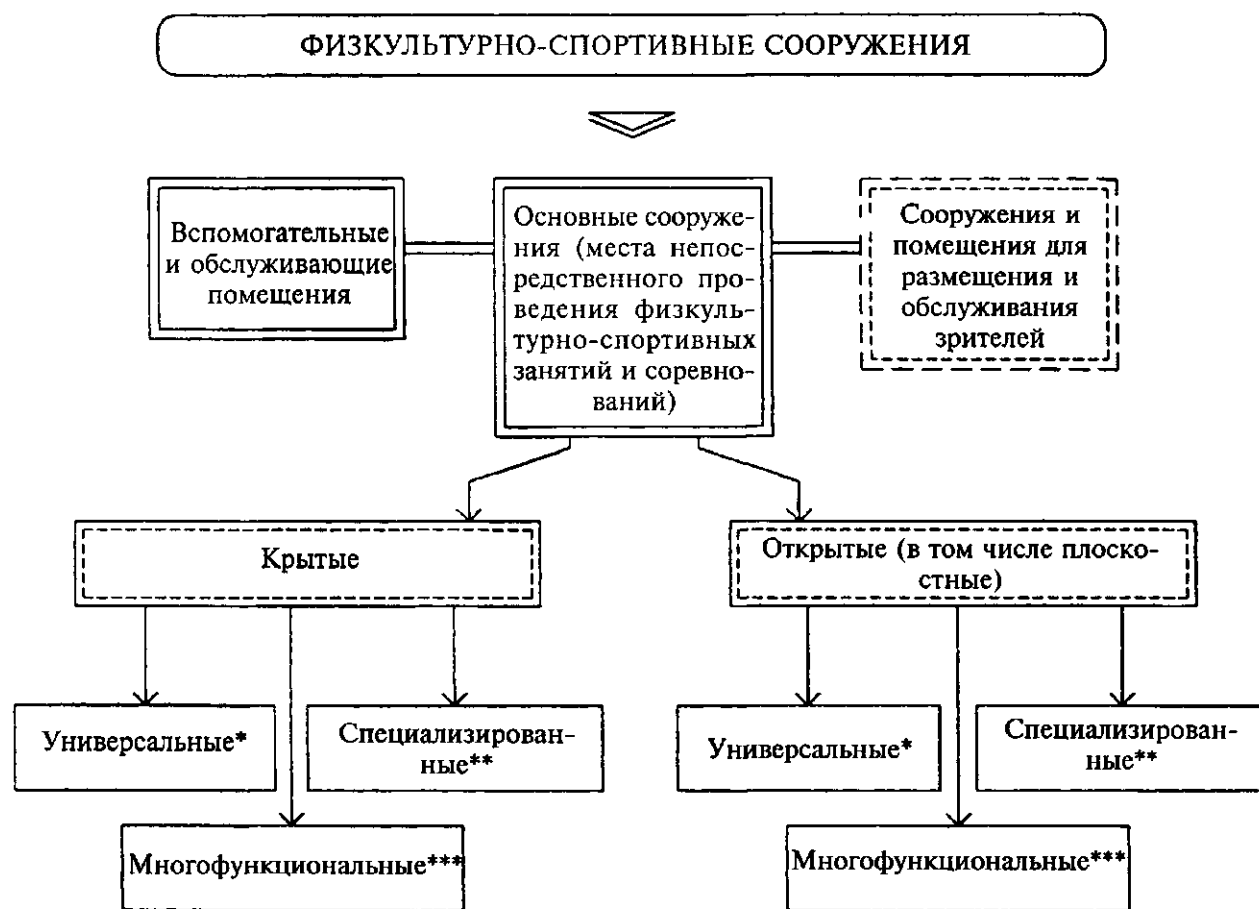 ФИЗКУЛЬТУРНО-СПОРТИВНЫЕ СООРУЖЕНИЯ
Вспомогательные
и обслуживающие
помещения
Основные сооруже-
ния (места непос-
редственного про-
ведения физкуль-
турно-спортивных
занятий и соревно-
ваний)
Сооружения и
помещения для
размещения и
обслуживания
зрителей
Крытые
Открытые (в том числе плоско-
стные)
Универсальные*
Специализирован-
ные**
Многофункциональные***
Универсальные*
Специализирован-
ные**
Многофункциональные***